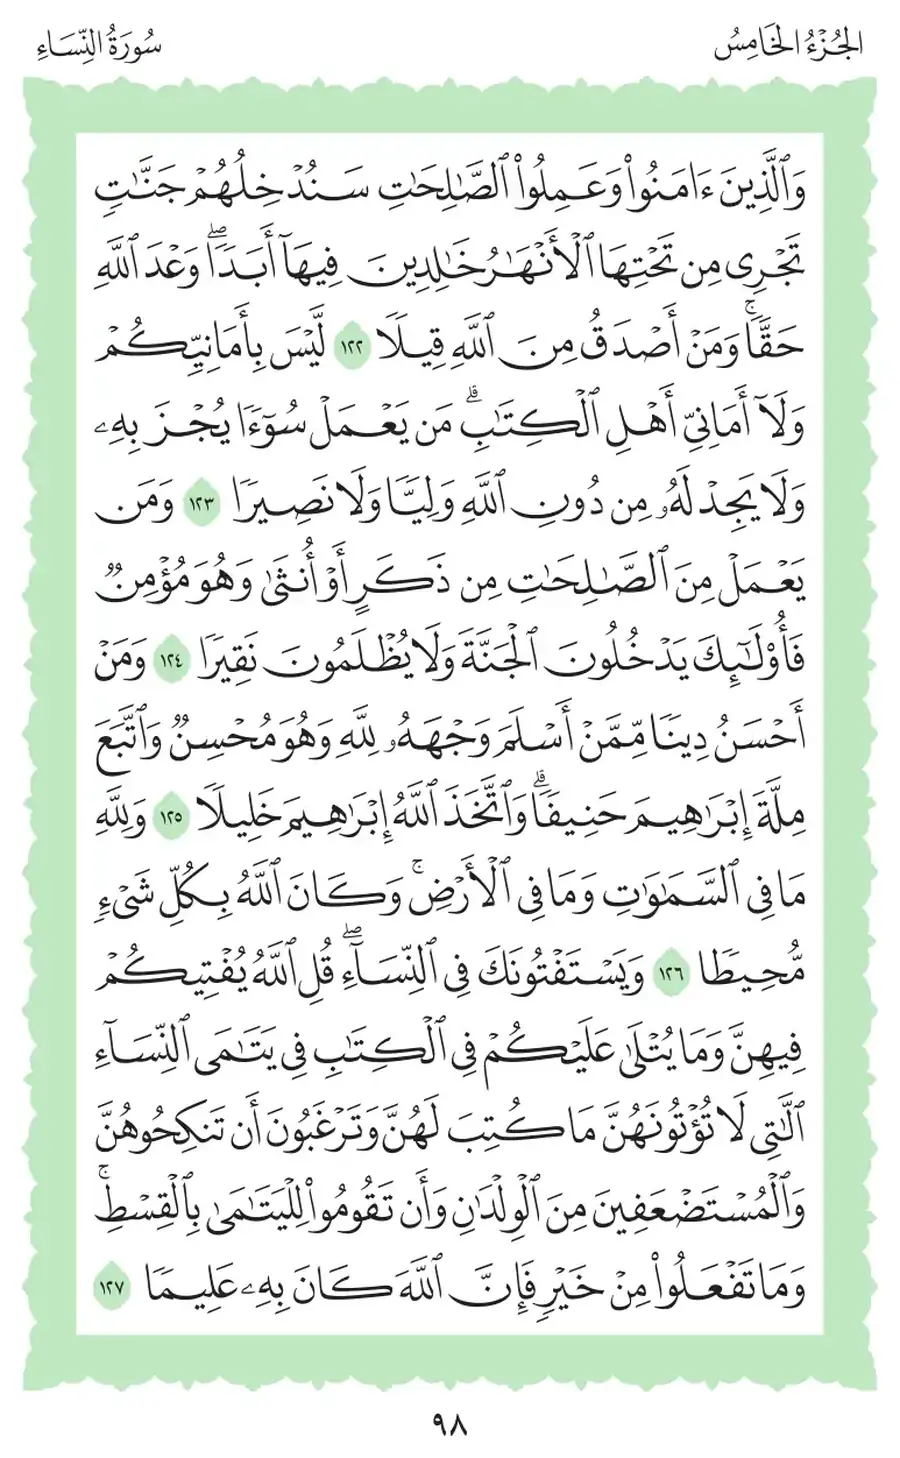 الجُزْءُ الخَامِسُ
سُورَةُ النِّسَاءِ
وَٱلَّذِينَ ءَامَنُواْ وَعَمِلُواْ ٱلصَّٰلِحَٰتِ سَنُدۡخِلُهُمۡ جَنَّٰتٖ
تَجۡرِي مِن تَحۡتِهَا ٱلۡأَنۡهَٰرُ خَٰلِدِينَ فِيهَآ أَبَدٗاۖ وَعۡدَ ٱللَّهِ
حَقّٗاۚ وَمَنۡ أَصۡدَقُ مِنَ ٱللَّهِ قِيلٗا ١٢٢ لَّيۡسَ بِأَمَانِيِّكُمۡ
وَلَآ أَمَانِيِّ أَهۡلِ ٱلۡكِتَٰبِۗ مَن يَعۡمَلۡ سُوٓءٗا يُجۡزَ بِهِۦ
وَلَا يَجِدۡ لَهُۥ مِن دُونِ ٱللَّهِ وَلِيّٗا وَلَا نَصِيرٗا ١٢٣ وَمَن
يَعۡمَلۡ مِنَ ٱلصَّٰلِحَٰتِ مِن ذَكَرٍ أَوۡ أُنثَىٰ وَهُوَ مُؤۡمِنٞ
فَأُوْلَٰٓئِكَ يَدۡخُلُونَ ٱلۡجَنَّةَ وَلَا يُظۡلَمُونَ نَقِيرٗا ١٢٤ وَمَنۡ
أَحۡسَنُ دِينٗا مِّمَّنۡ أَسۡلَمَ وَجۡهَهُۥ لِلَّهِ وَهُوَ مُحۡسِنٞ وَٱتَّبَعَ
مِلَّةَ إِبۡرَٰهِيمَ حَنِيفٗاۗ وَٱتَّخَذَ ٱللَّهُ إِبۡرَٰهِيمَ خَلِيلٗا ١٢٥ وَلِلَّهِ
مَا فِي ٱلسَّمَٰوَٰتِ وَمَا فِي ٱلۡأَرۡضِۚ وَكَانَ ٱللَّهُ بِكُلِّ شَيۡءٖ
مُّحِيطٗا ١٢٦ وَيَسۡتَفۡتُونَكَ فِي ٱلنِّسَآءِۖ قُلِ ٱللَّهُ يُفۡتِيكُمۡ
فِيهِنَّ وَمَا يُتۡلَىٰ عَلَيۡكُمۡ فِي ٱلۡكِتَٰبِ فِي يَتَٰمَى ٱلنِّسَآءِ
ٱلَّٰتِي لَا تُؤۡتُونَهُنَّ مَا كُتِبَ لَهُنَّ وَتَرۡغَبُونَ أَن تَنكِحُوهُنَّ
وَٱلۡمُسۡتَضۡعَفِينَ مِنَ ٱلۡوِلۡدَٰنِ وَأَن تَقُومُواْ لِلۡيَتَٰمَىٰ بِٱلۡقِسۡطِۚ
وَمَا تَفۡعَلُواْ مِنۡ خَيۡرٖ فَإِنَّ ٱللَّهَ كَانَ بِهِۦ عَلِيمٗا ١٢٧
٩٨